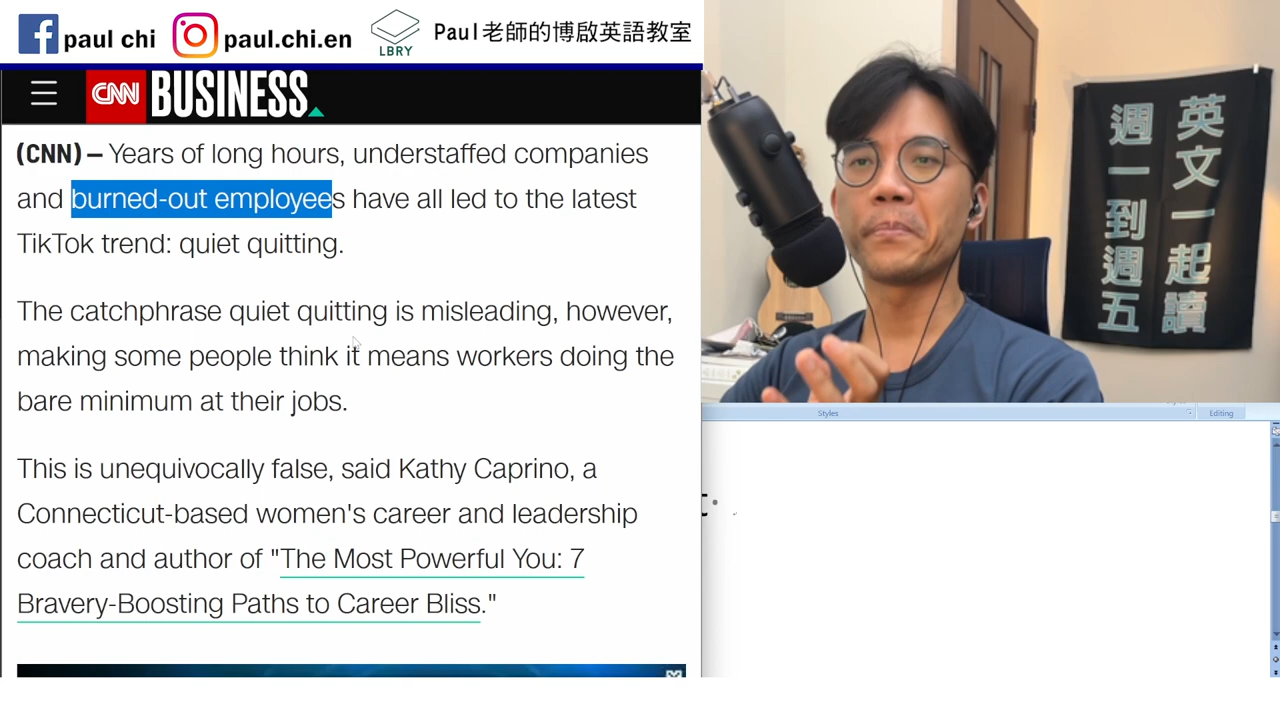 paul chi
paul.chi.en
LBRY
Paul老師的博啟英語教室
CNN BUSINESS
(CNN) – Years of long hours, understaffed companies
and burned-out employees have all led to the latest
TikTok trend: quiet quitting.
The catchphrase quiet quitting is misleading, however,
making some people think it means workers doing the
bare minimum at their jobs.
This is unequivocally false, said Kathy Caprino, a
Connecticut-based women's career and leadership
coach and author of "The Most Powerful You: 7
Bravery-Boosting Paths to Career Bliss."
英文一起讀
週一到週五
Styles
Editing